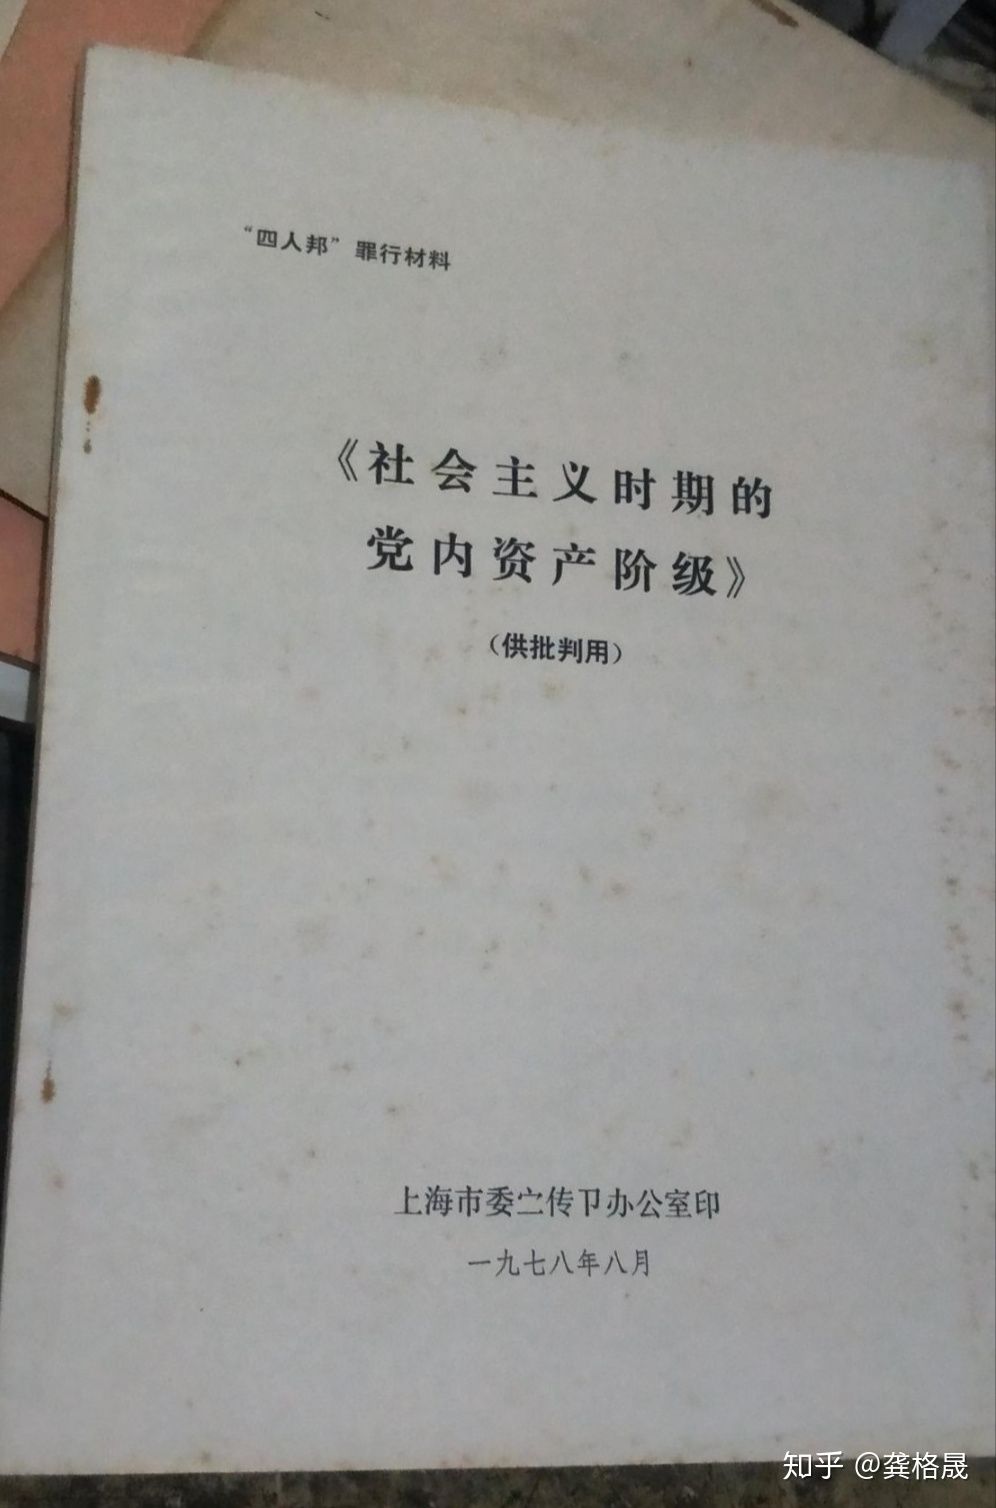 “四人邦”罪行材料
《社会主义时期的
党内资产阶级》
（供批判用）
上海市委宀传卩办公室印
一九七八年八月
知乎 @龚格晟